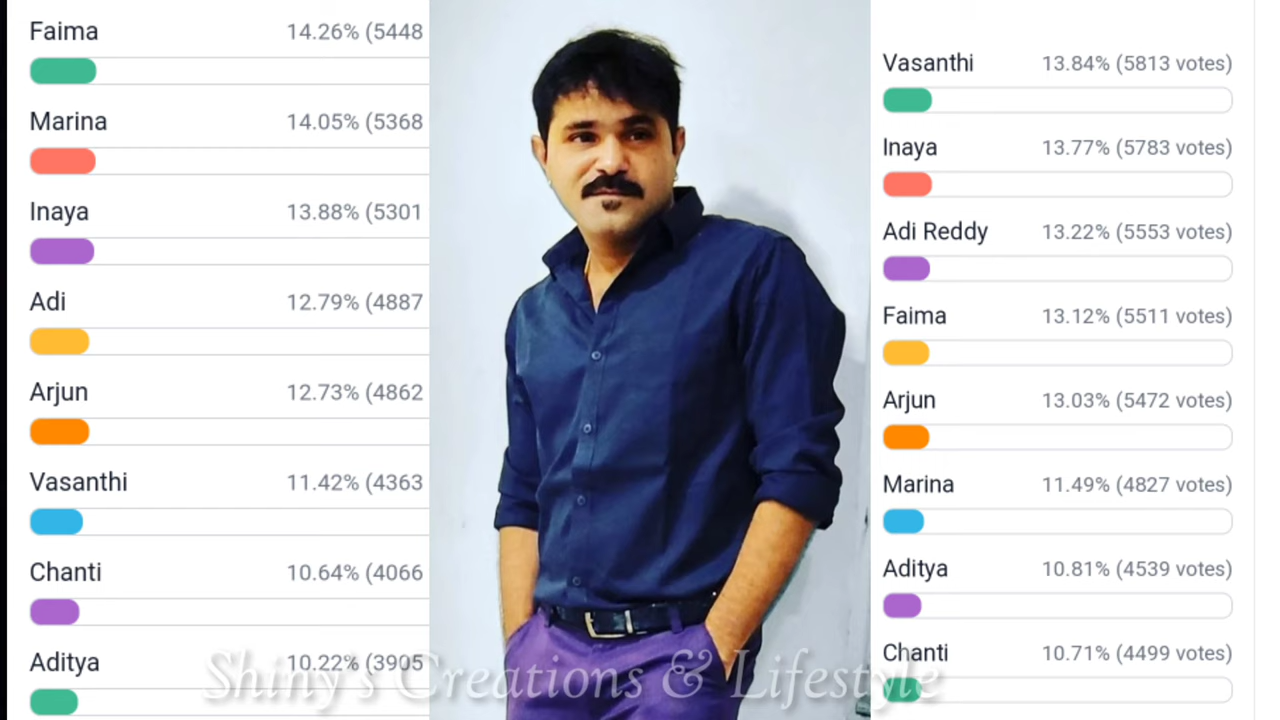 Faima 14.26% (5448
Marina 14.05% (5368
Inaya 13.88% (5301
Adi 12.79% (4887
Arjun 12.73% (4862
Vasanthi 11.42% (4363
Chanti 10.64% (4066
Aditya 10.22% (3905
Vasanthi 13.84% (5813 votes)
Inaya 13.77% (5783 votes)
Adi Reddy 13.22% (5553 votes)
Faima 13.12% (5511 votes)
Arjun 13.03% (5472 votes)
Marina 11.49% (4827 votes)
Aditya 10.81% (4539 votes)
Chanti 10.71% (4499 votes)
Shiny's Creations & Lifestyle